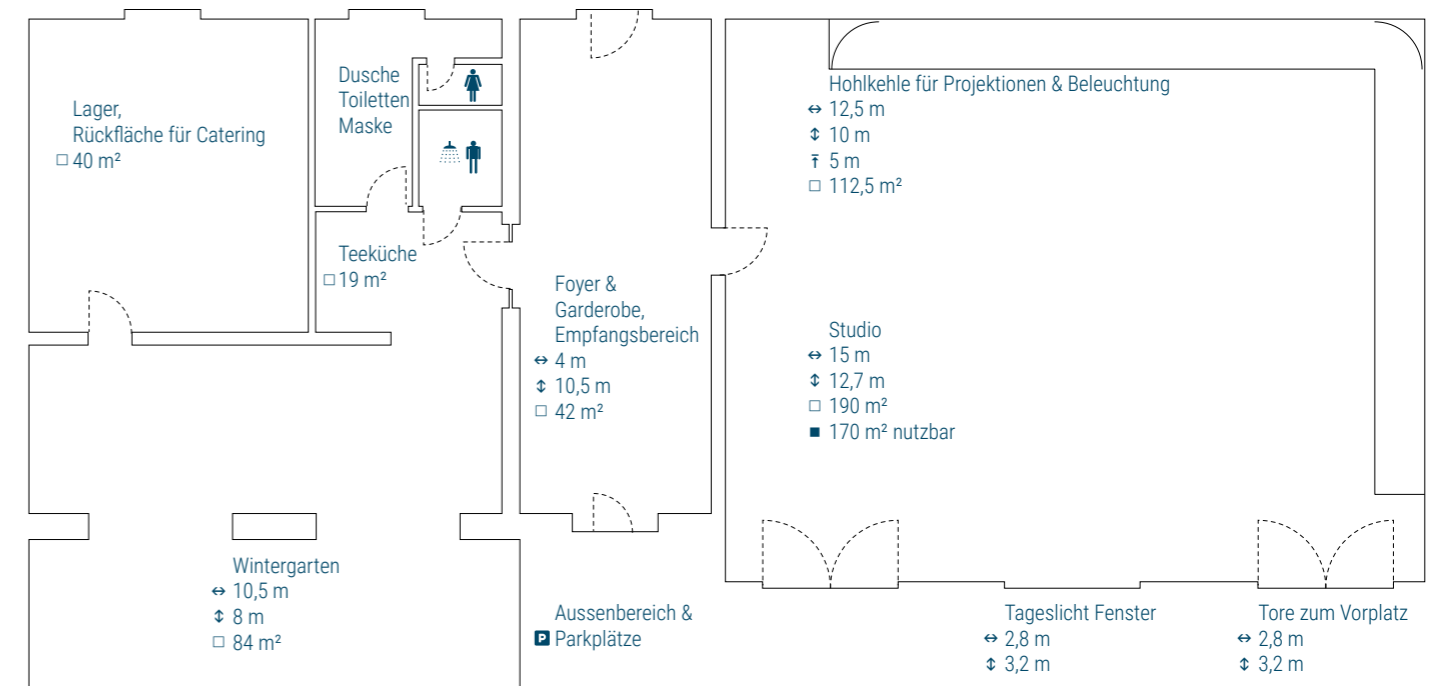 Lager,
Rückfläche für Catering
□ 40 m²
Dusche
Toiletten
Maske
Teeküche
□ 19 m²
Foyer &
Garderobe,
Empfangsbereich
↔ 4 m
↕ 10,5 m
□ 42 m²
Hohlkehle für Projektionen & Beleuchtung
↔ 12,5 m
↕ 10 m
⤒ 5 m
□ 112,5 m²
Studio
↔ 15 m
↕ 12,7 m
□ 190 m²
■ 170 m² nutzbar
Wintergarten
↔ 10,5 m
↕ 8 m
□ 84 m²
Aussenbereich &
P Parkplätze
Tageslicht Fenster
↔ 2,8 m
↕ 3,2 m
Tore zum Vorplatz
↔ 2,8 m
↕ 3,2 m